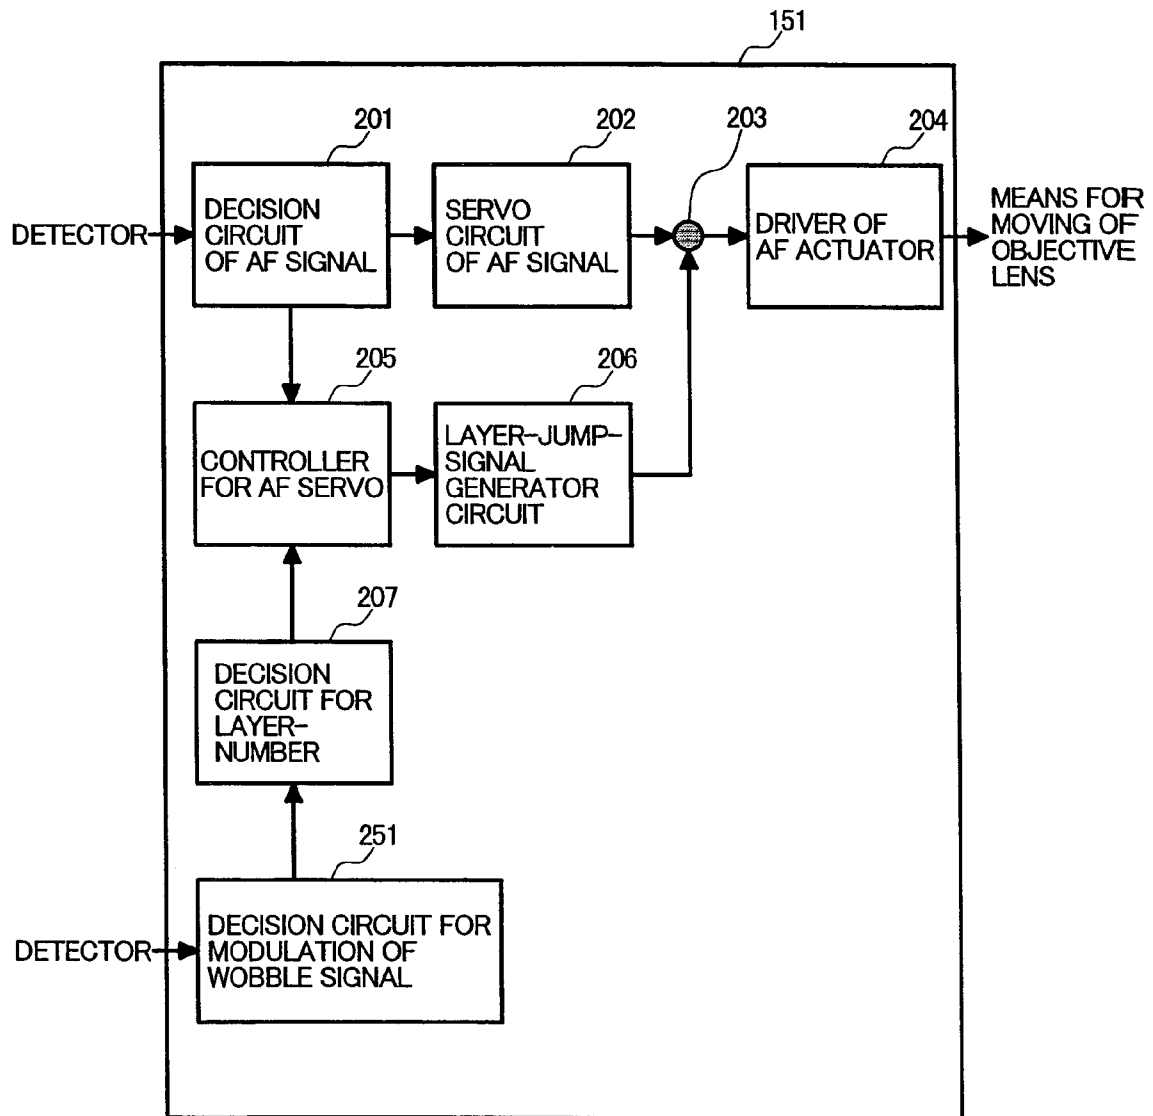 151
201
202
203
204
DETECTOR
DECISION
CIRCUIT
OF AF SIGNAL
SERVO
CIRCUIT
OF AF SIGNAL
DRIVER OF
AF ACTUATOR
MEANS FOR
MOVING OF
OBJECTIVE
LENS
205
206
CONTROLLER
FOR AF SERVO
LAYER-JUMP-
SIGNAL
GENERATOR
CIRCUIT
207
DECISION
CIRCUIT FOR
LAYER-
NUMBER
251
DETECTOR
DECISION CIRCUIT FOR
MODULATION OF
WOBBLE SIGNAL